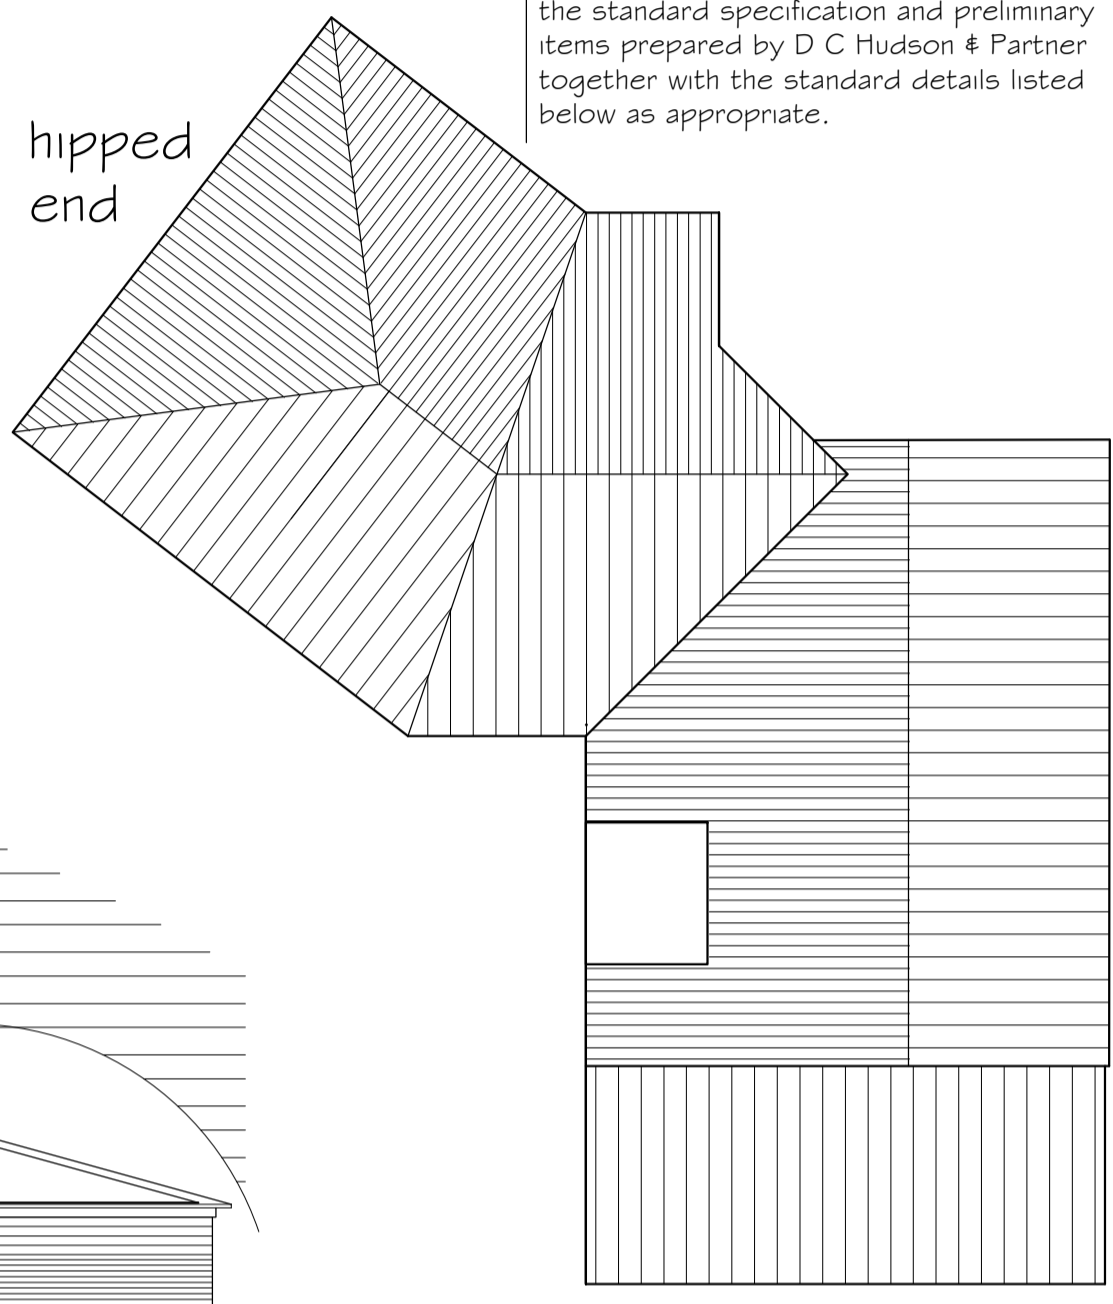 the standard specification and preliminary
items prepared by D C Hudson & Partner
together with the standard details listed
below as appropriate.
hipped
end